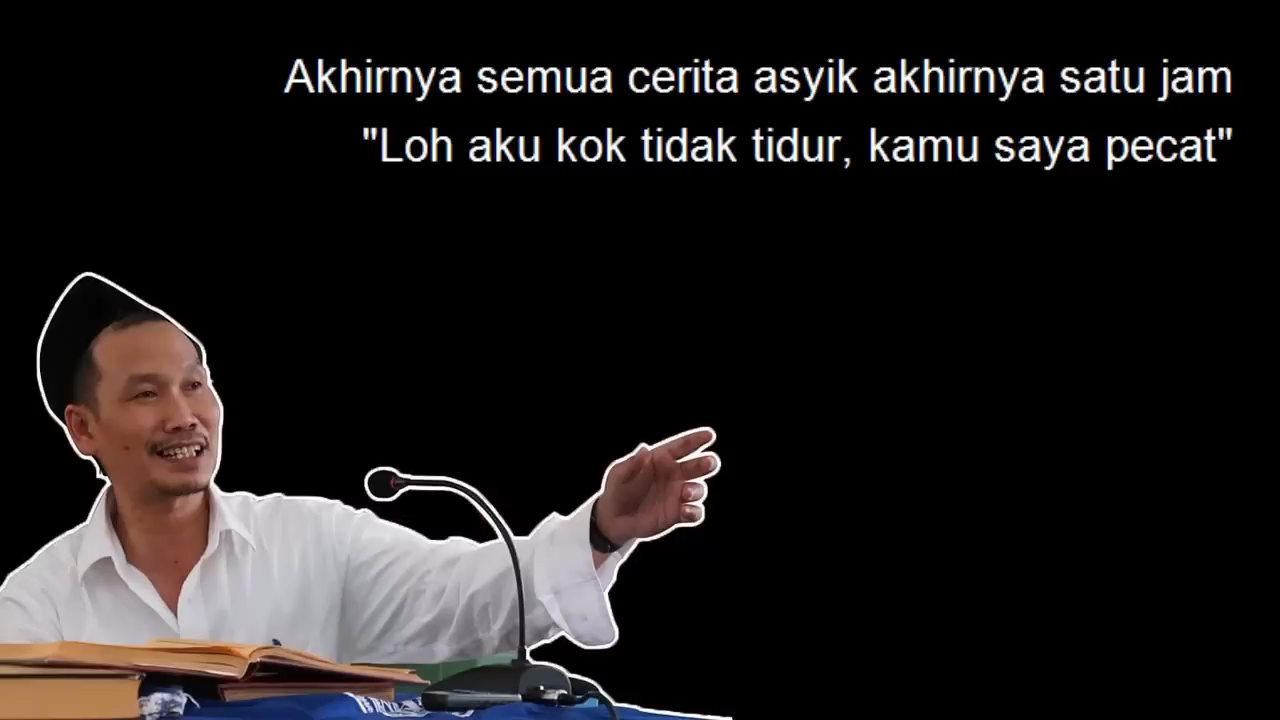 Akhirnya semua cerita asyik akhirnya satu jam
"Loh aku kok tidak tidur, kamu saya pecat"